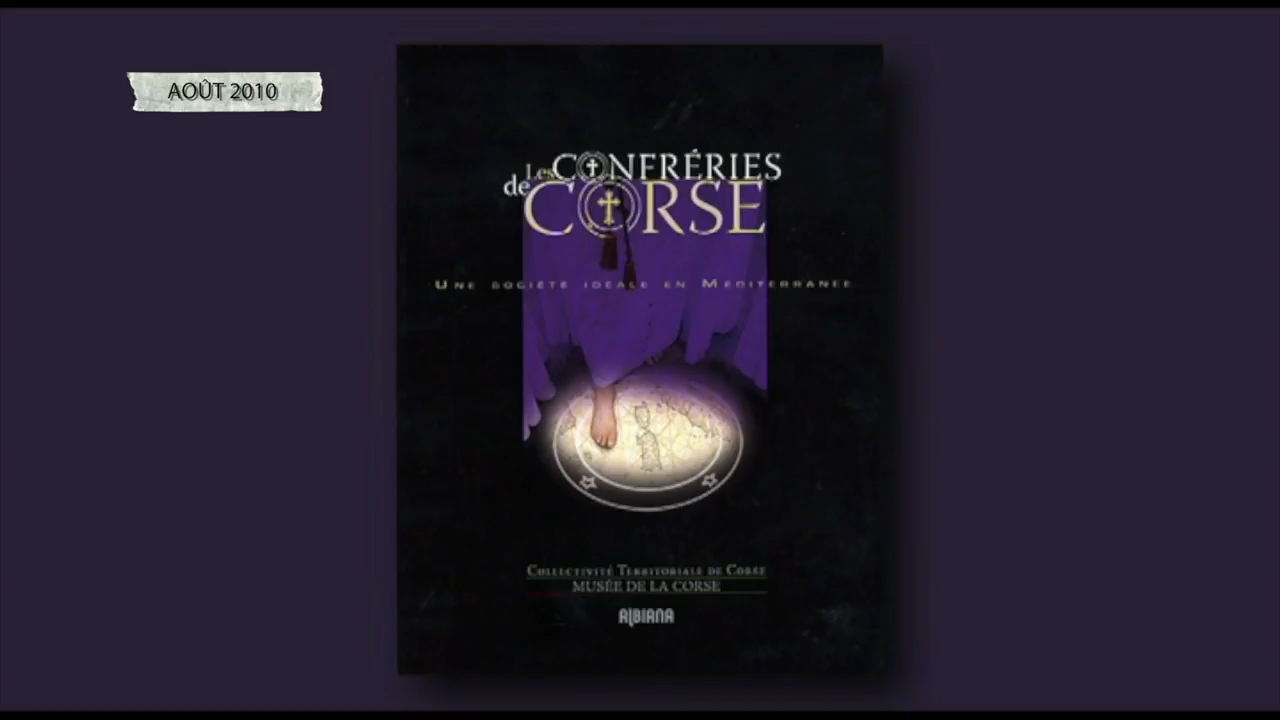 AOÛT 2010
Les CONFRÉRIES
de CORSE
UNE SOCIÉTÉ IDÉALE EN MÉDITERRANÉE
COLLECTIVITÉ TERRITORIALE DE CORSE
MUSÉE DE LA CORSE
ALBIANA